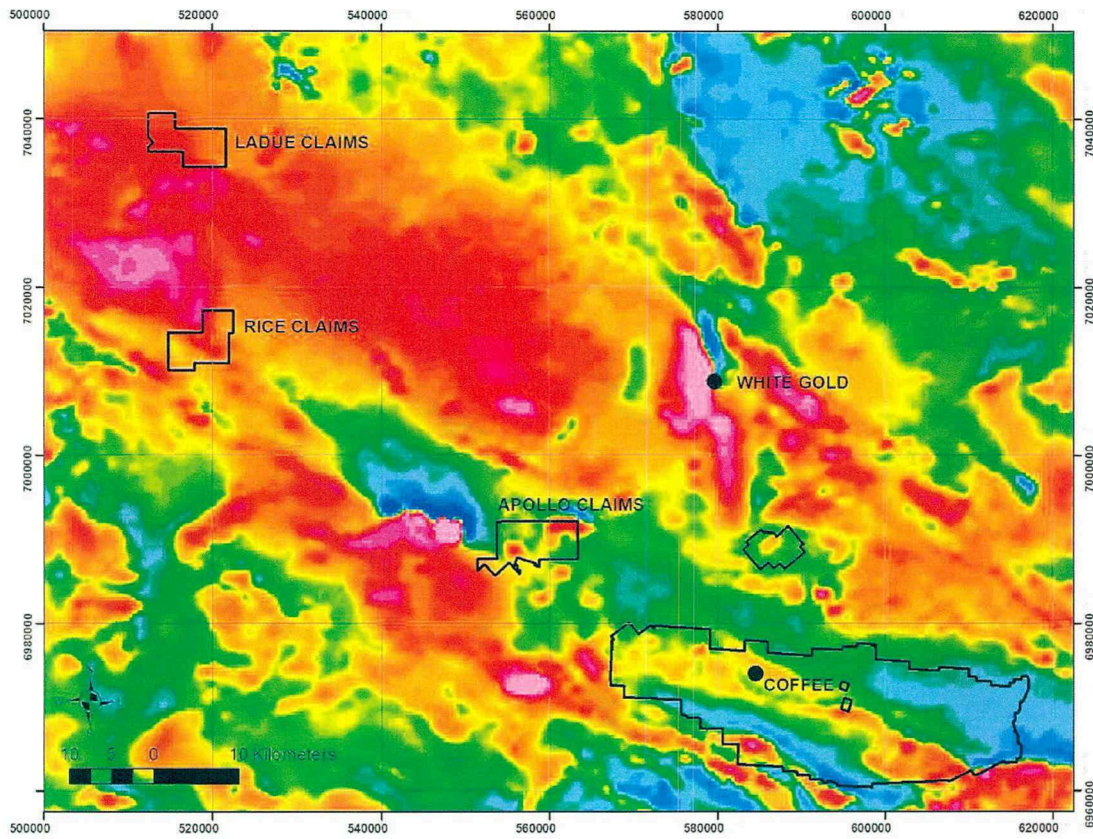 500000 520000 540000 560000 580000 600000 620000
7040000 7040000
LADUE CLAIMS
7020000 7020000
RICE CLAIMS
WHITE GOLD
7000000 7000000
APOLLO CLAIMS
6980000 6980000
COFFEE
10 5 0 10 Kilometers
6960000
500000 520000 540000 560000 580000 600000 620000